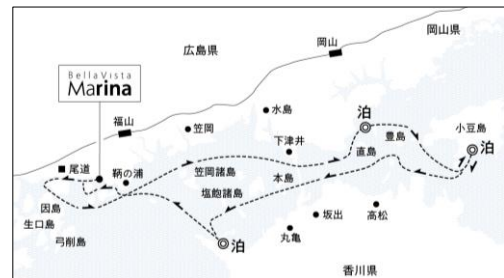 岡山県
広島県
岡山
BellaVista
Marina
福山
水島
笠岡
下津井
泊
豊島
小豆島
泊
直島
尾道
鞆の浦
笠岡諸島
本島
塩飽諸島
因島
生口島
弓削島
泊
坂出
高松
丸亀
香川県